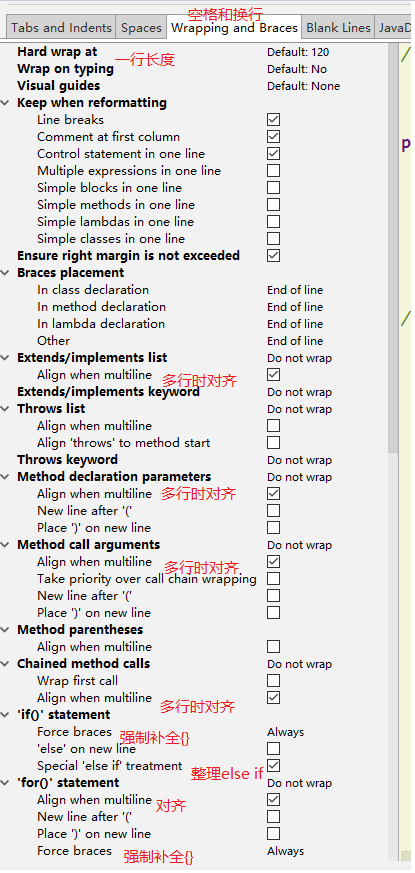 空格和换行
Tabs and Indents Spaces Wrapping and Braces Blank Lines JavaD
Hard wrap at Default: 120
一行长度
Wrap on typing Default: No
Visual guides Default: None
Keep when reformatting
Line breaks
Comment at first column
Control statement in one line
Multiple expressions in one line
Simple blocks in one line
Simple methods in one line
Simple lambdas in one line
Simple classes in one line
Ensure right margin is not exceeded
Braces placement
In class declaration End of line
In method declaration End of line
In lambda declaration End of line
Other End of line
Extends/implements list Do not wrap
Align when multiline 多行时对齐
Extends/implements keyword Do not wrap
Throws list Do not wrap
Align when multiline
Align 'throws' to method start
Throws keyword Do not wrap
Method declaration parameters Do not wrap
Align when multiline 多行时对齐
New line after '('
Place ')' on new line
Method call arguments Do not wrap
Align when multiline 多行时对齐
Take priority over call chain wrapping
New line after '('
Place ')' on new line
Method parentheses
Align when multiline
Chained method calls Do not wrap
Wrap first call
Align when multiline
多行时对齐
'if()' statement
Force braces 强制补全{} Always
'else' on new line
Special 'else if' treatment 整理else if
'for()' statement Do not wrap
Align when multiline 对齐
New line after '('
Place ')' on new line
Force braces 强制补全{} Always
/
p
/